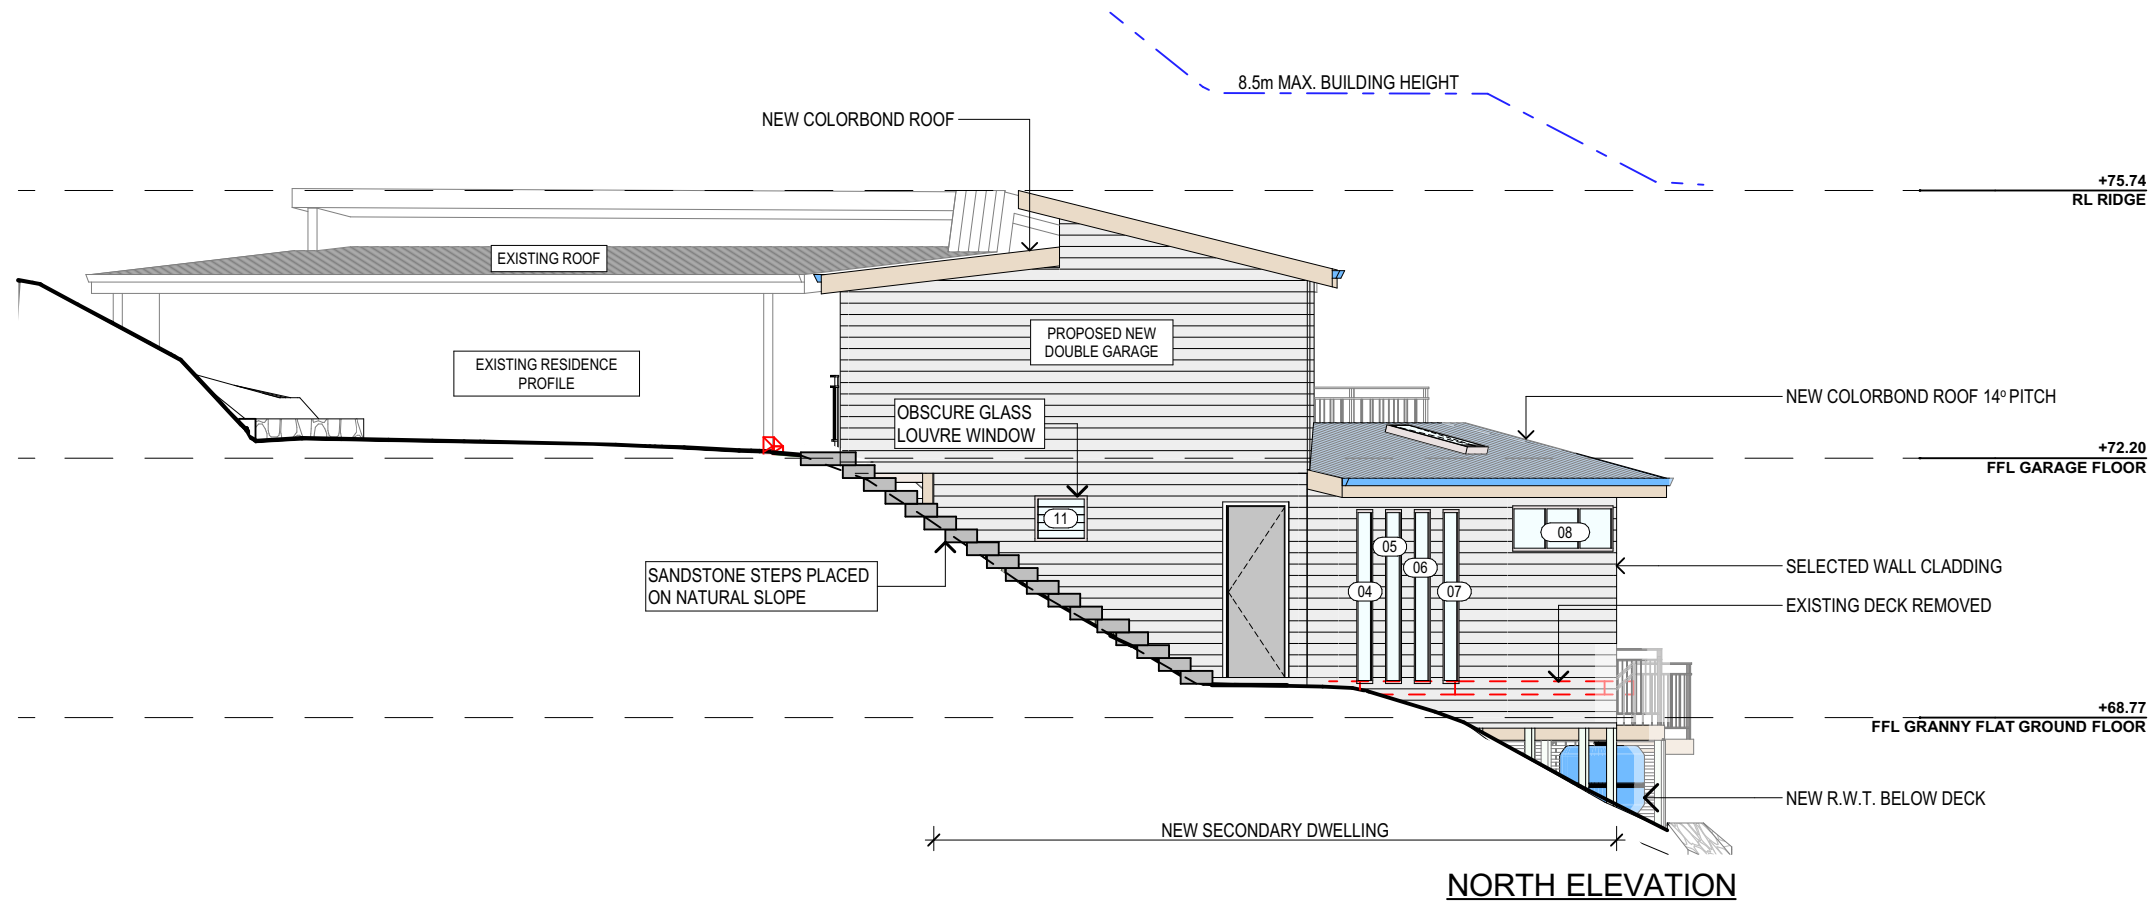 8.5m MAX. BUILDING HEIGHT
NEW COLORBOND ROOF
+75.74
RL RIDGE
EXISTING ROOF
PROPOSED NEW
DOUBLE GARAGE
EXISTING RESIDENCE
PROFILE
NEW COLORBOND ROOF 14º PITCH
OBSCURE GLASS
LOUVRE WINDOW
+72.20
FFL GARAGE FLOOR
11
08
05
06
04
07
SELECTED WALL CLADDING
SANDSTONE STEPS PLACED
ON NATURAL SLOPE
EXISTING DECK REMOVED
+68.77
FFL GRANNY FLAT GROUND FLOOR
NEW R.W.T. BELOW DECK
NEW SECONDARY DWELLING
NORTH ELEVATION